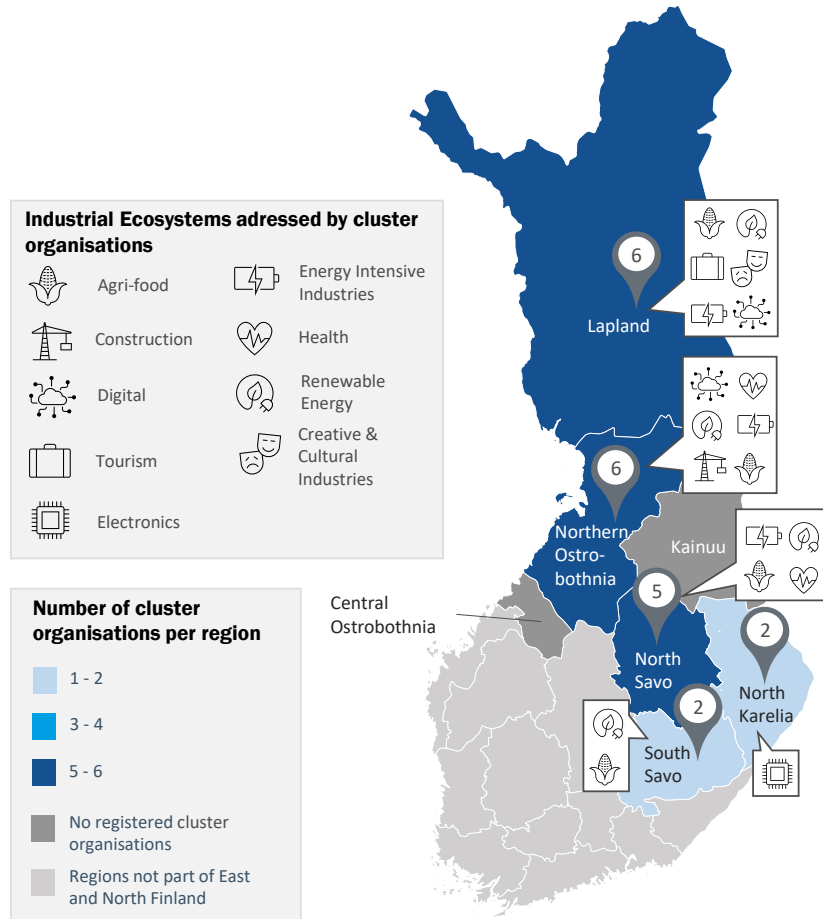 Industrial Ecosystems adressed by cluster
organisations
Agri-food
Energy Intensive
Industries
Construction
Health
Digital
Renewable
Energy
Tourism
Creative &
Cultural
Industries
Electronics
Number of cluster
organisations per region
1 - 2
3 - 4
5 - 6
No registered cluster
organisations
Regions not part of East
and North Finland
6
Lapland
6
Northern
Ostro-
bothnia
Kainuu
Central
Ostrobothnia
5
North
Savo
2
North
Karelia
2
South
Savo